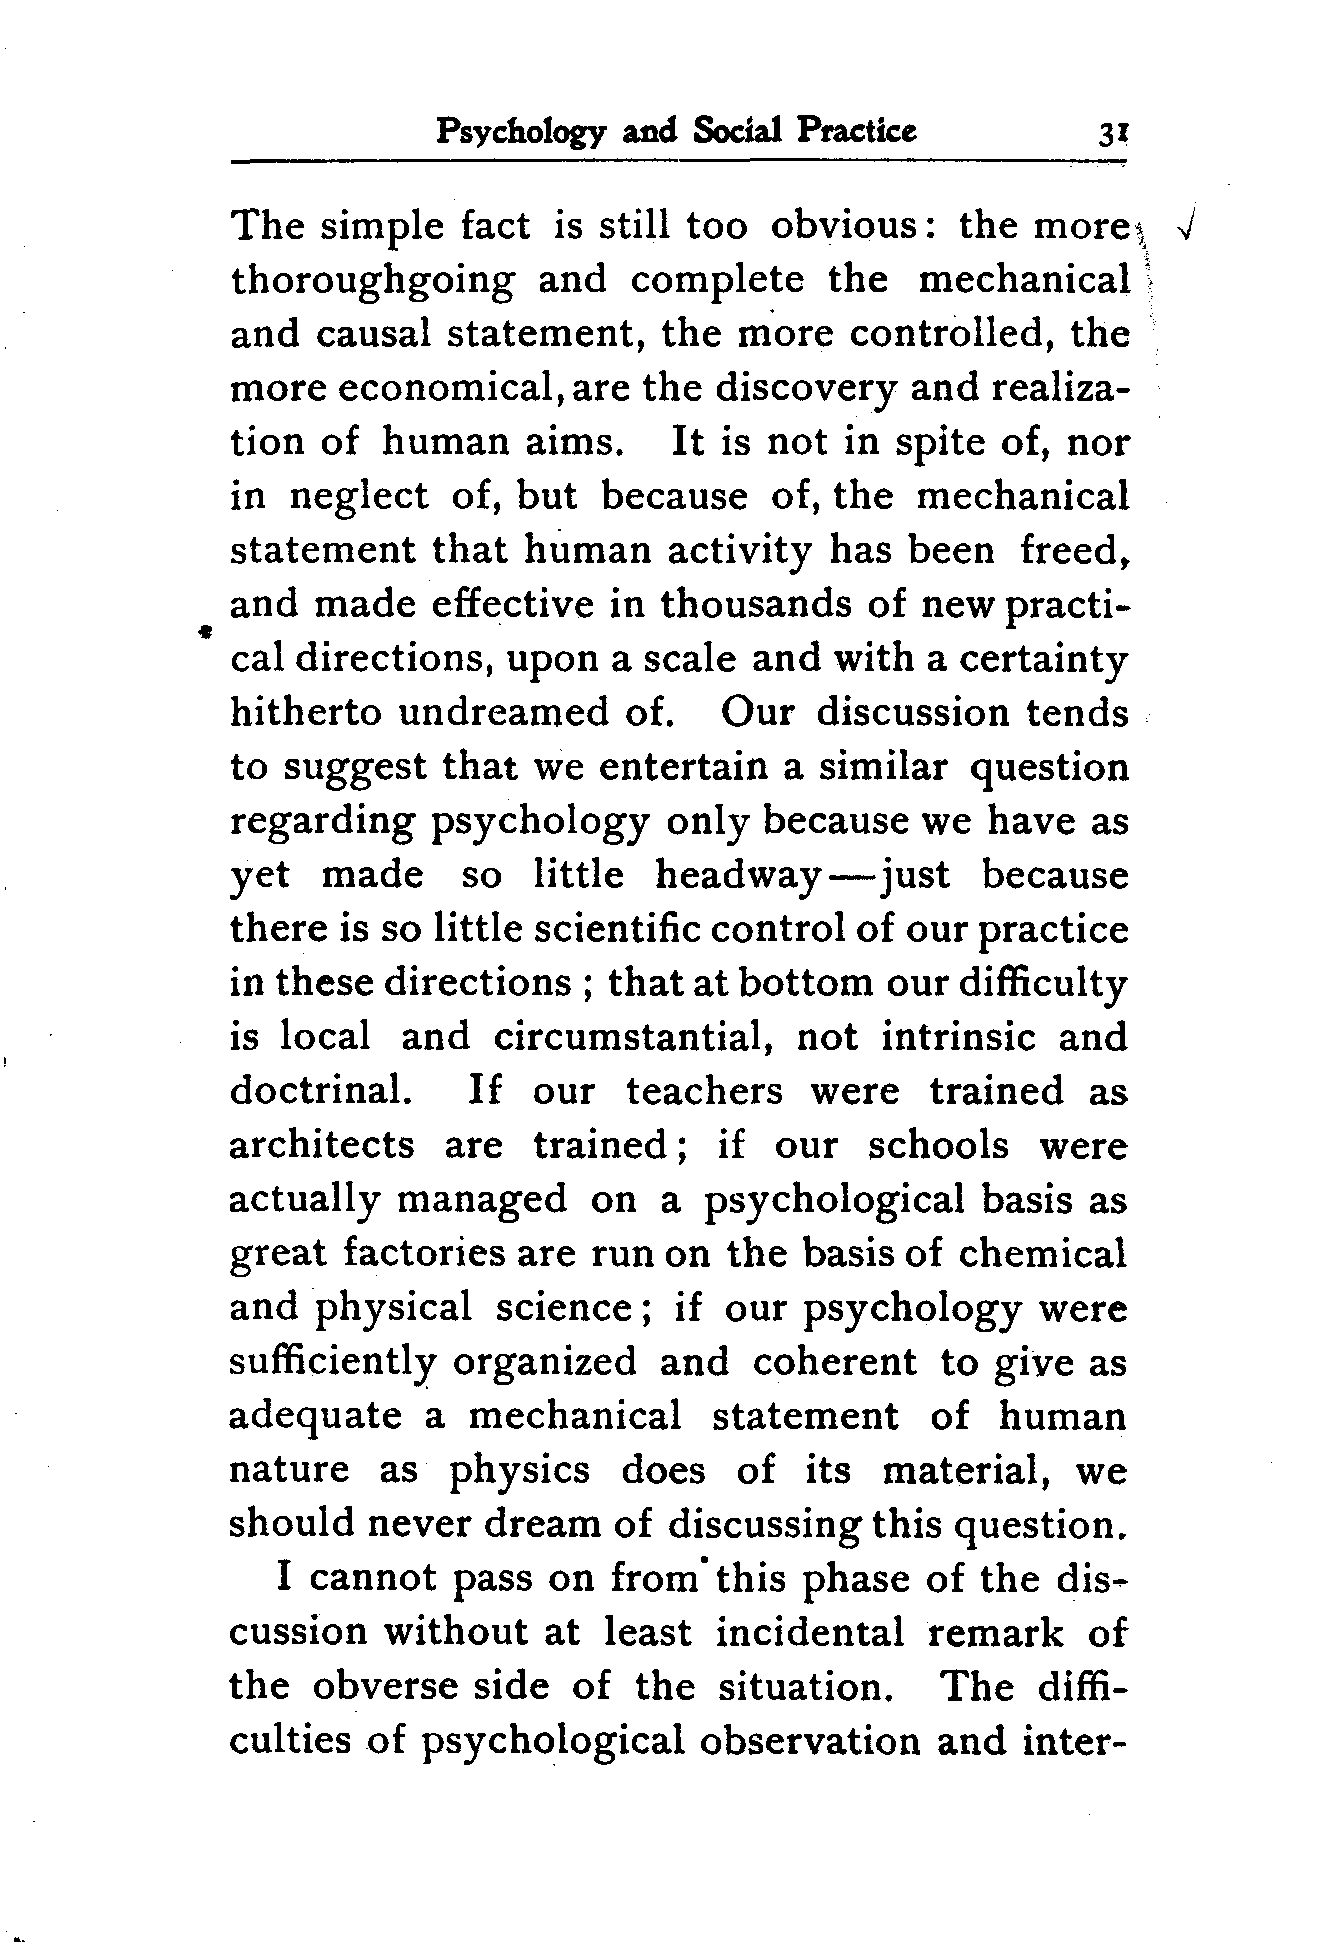 Psychology and Social Practice 31
The simple fact is still too obvious: the more √
thoroughgoing and complete the mechanical
and causal statement, the more controlled, the
more economical, are the discovery and realiza-
tion of human aims. It is not in spite of, nor
in neglect of, but because of, the mechanical
statement that human activity has been freed,
and made effective in thousands of new practi-
cal directions, upon a scale and with a certainty
hitherto undreamed of. Our discussion tends
to suggest that we entertain a similar question
regarding psychology only because we have as
yet made so little headway—just because
there is so little scientific control of our practice
in these directions ; that at bottom our difficulty
is local and circumstantial, not intrinsic and
doctrinal. If our teachers were trained as
architects are trained ; if our schools were
actually managed on a psychological basis as
great factories are run on the basis of chemical
and physical science ; if our psychology were
sufficiently organized and coherent to give as
adequate a mechanical statement of human
nature as physics does of its material, we
should never dream of discussing this question.
I cannot pass on from this phase of the dis-
cussion without at least incidental remark of
the obverse side of the situation. The diffi-
culties of psychological observation and inter-